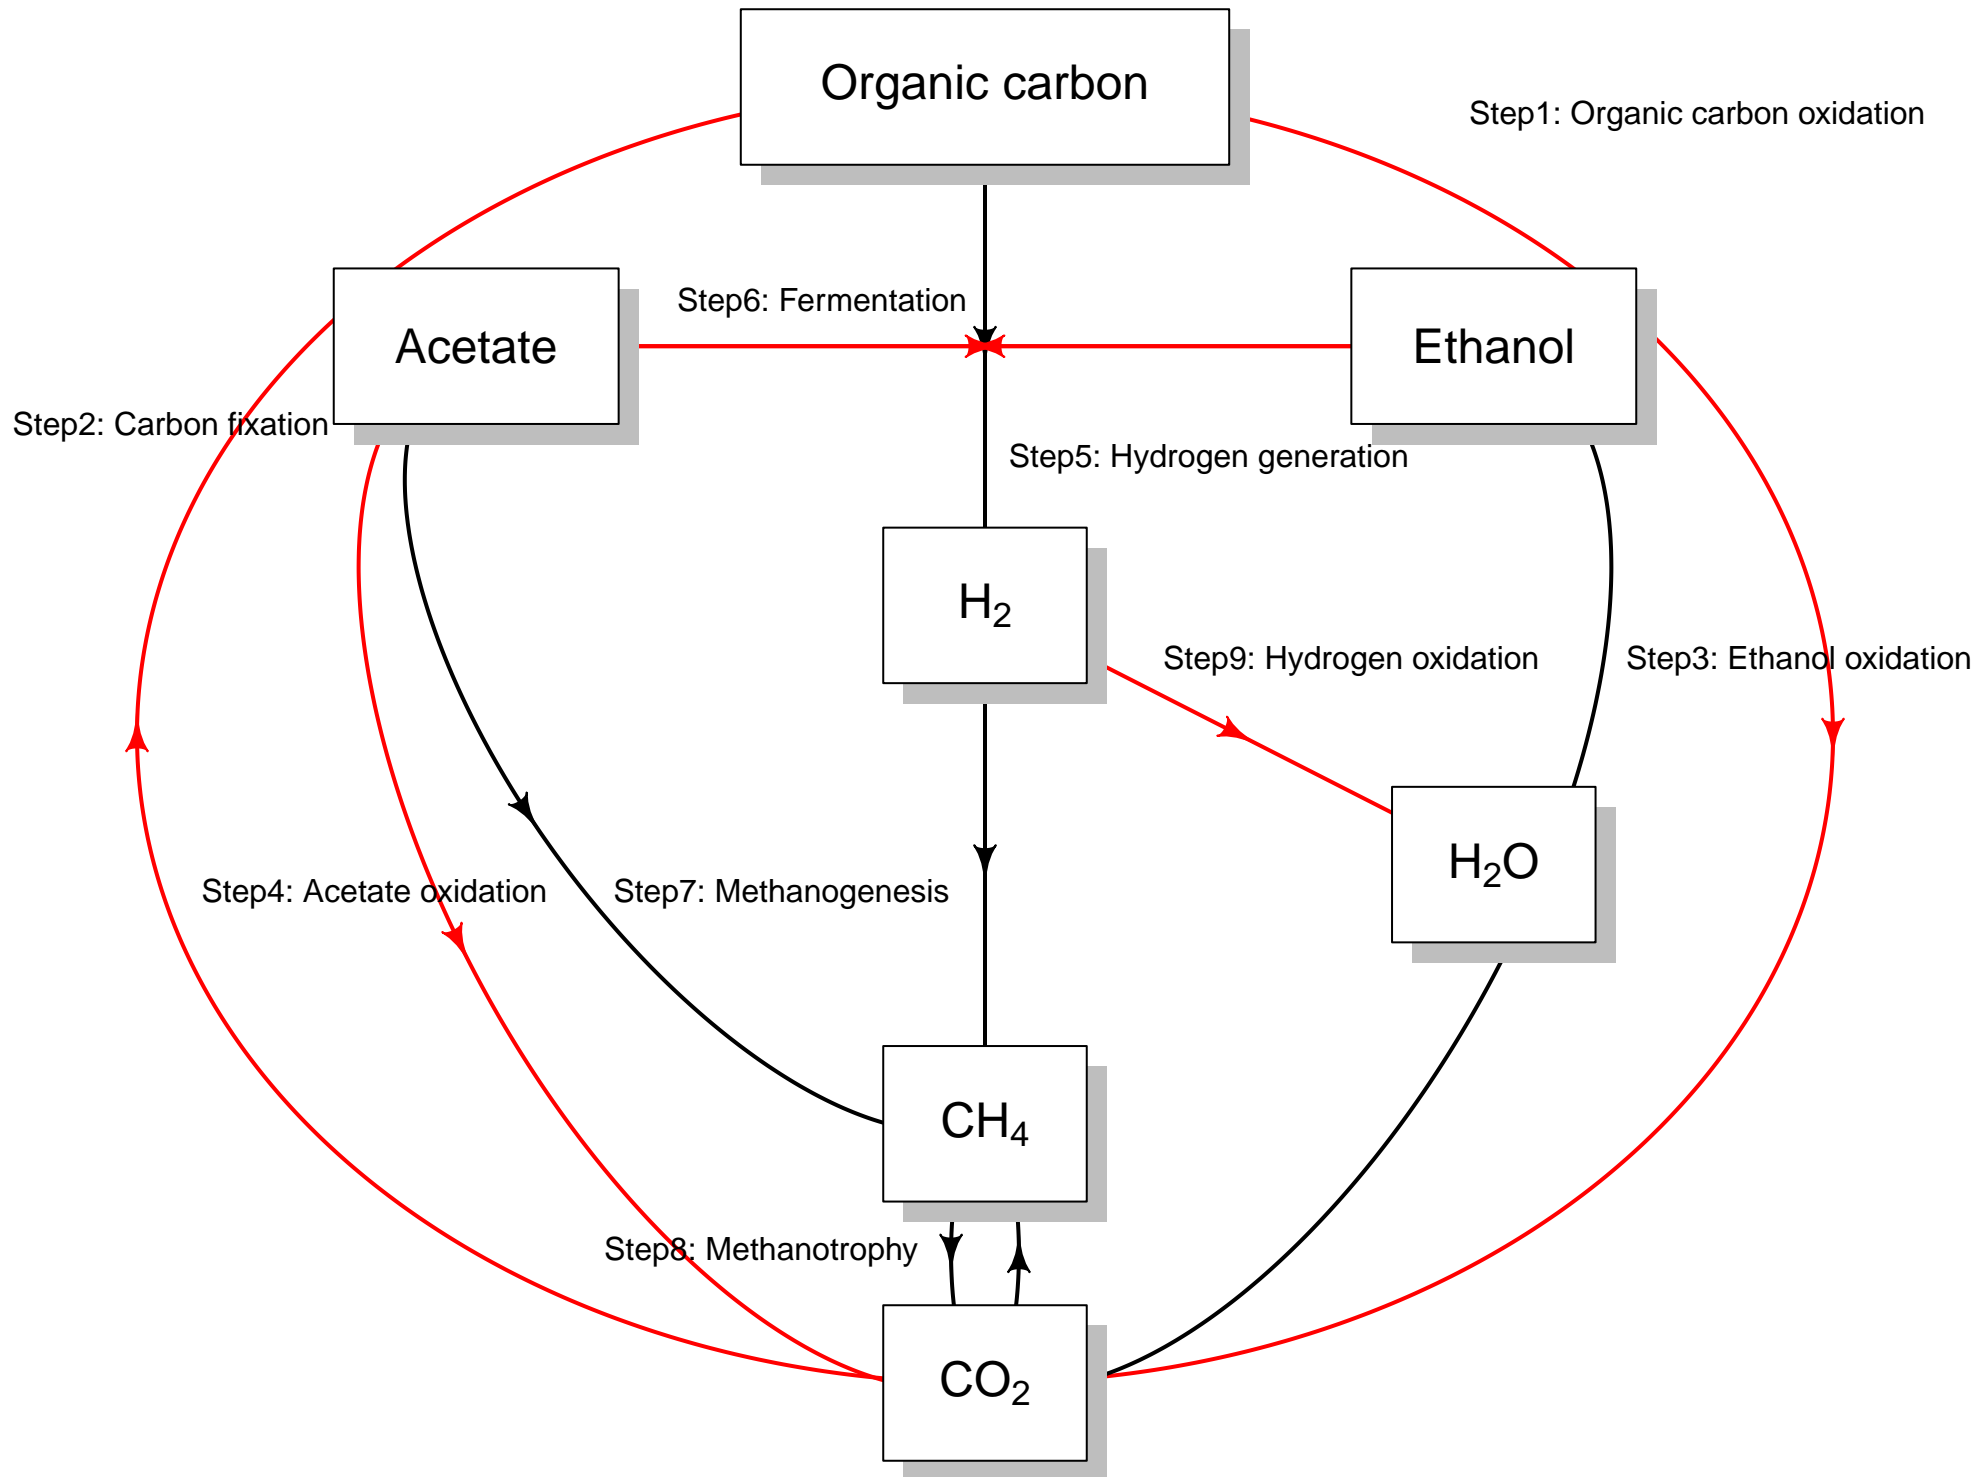 Organic carbon
Step1: Organic carbon oxidation
Step6: Fermentation
Acetate
Ethanol
Step2: Carbon fixation
Step5: Hydrogen generation
H₂
Step9: Hydrogen oxidation
Step3: Ethanol oxidation
H₂O
Step4: Acetate oxidation
Step7: Methanogenesis
CH₄
Step8: Methanotrophy
CO₂